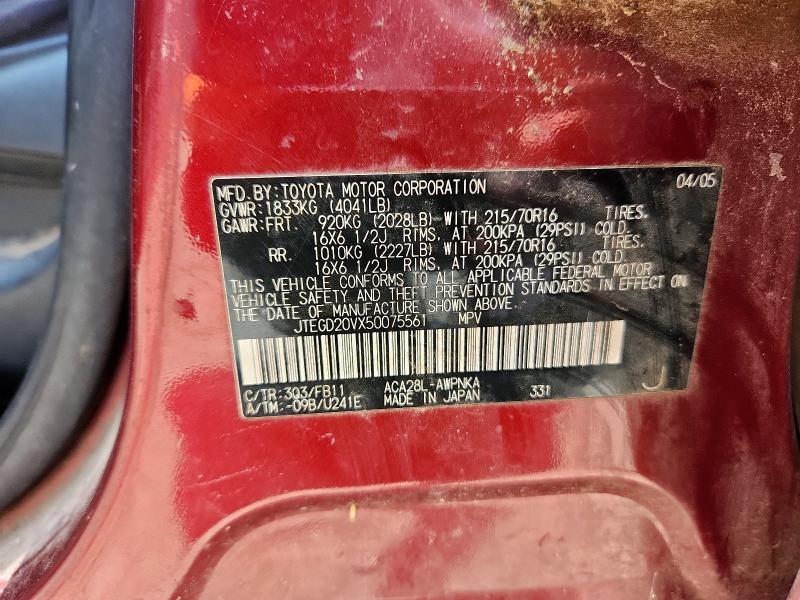 MFD.BY:TOYOTA MOTOR CORPORATION 04/05
GVWR:1833KG (4041LB)
GAWR:FRT. 920KG (2028LB) WITH 215/70R16 TIRES.
16X6 1/2J RIMS, AT 200KPA (29PSI) COLD.
RR. 1010KG (2227LB) WITH 215/70R16 TIRES.
16X6 1/2J RIMS, AT 200KPA (29PSI) COLD.
THIS VEHICLE CONFORMS TO ALL APPLICABLE FEDERAL MOTOR
VEHICLE SAFETY AND THEFT PREVENTION STANDARDS IN EFFECT ON
THE DATE OF MANUFACTURE SHOWN ABOVE.
JTEGD20VX50075561 MPV
C/TR:3Q3/FB11 ACA28L-AWPNKA
A/TM:-09B/U241E MADE IN JAPAN 331 J